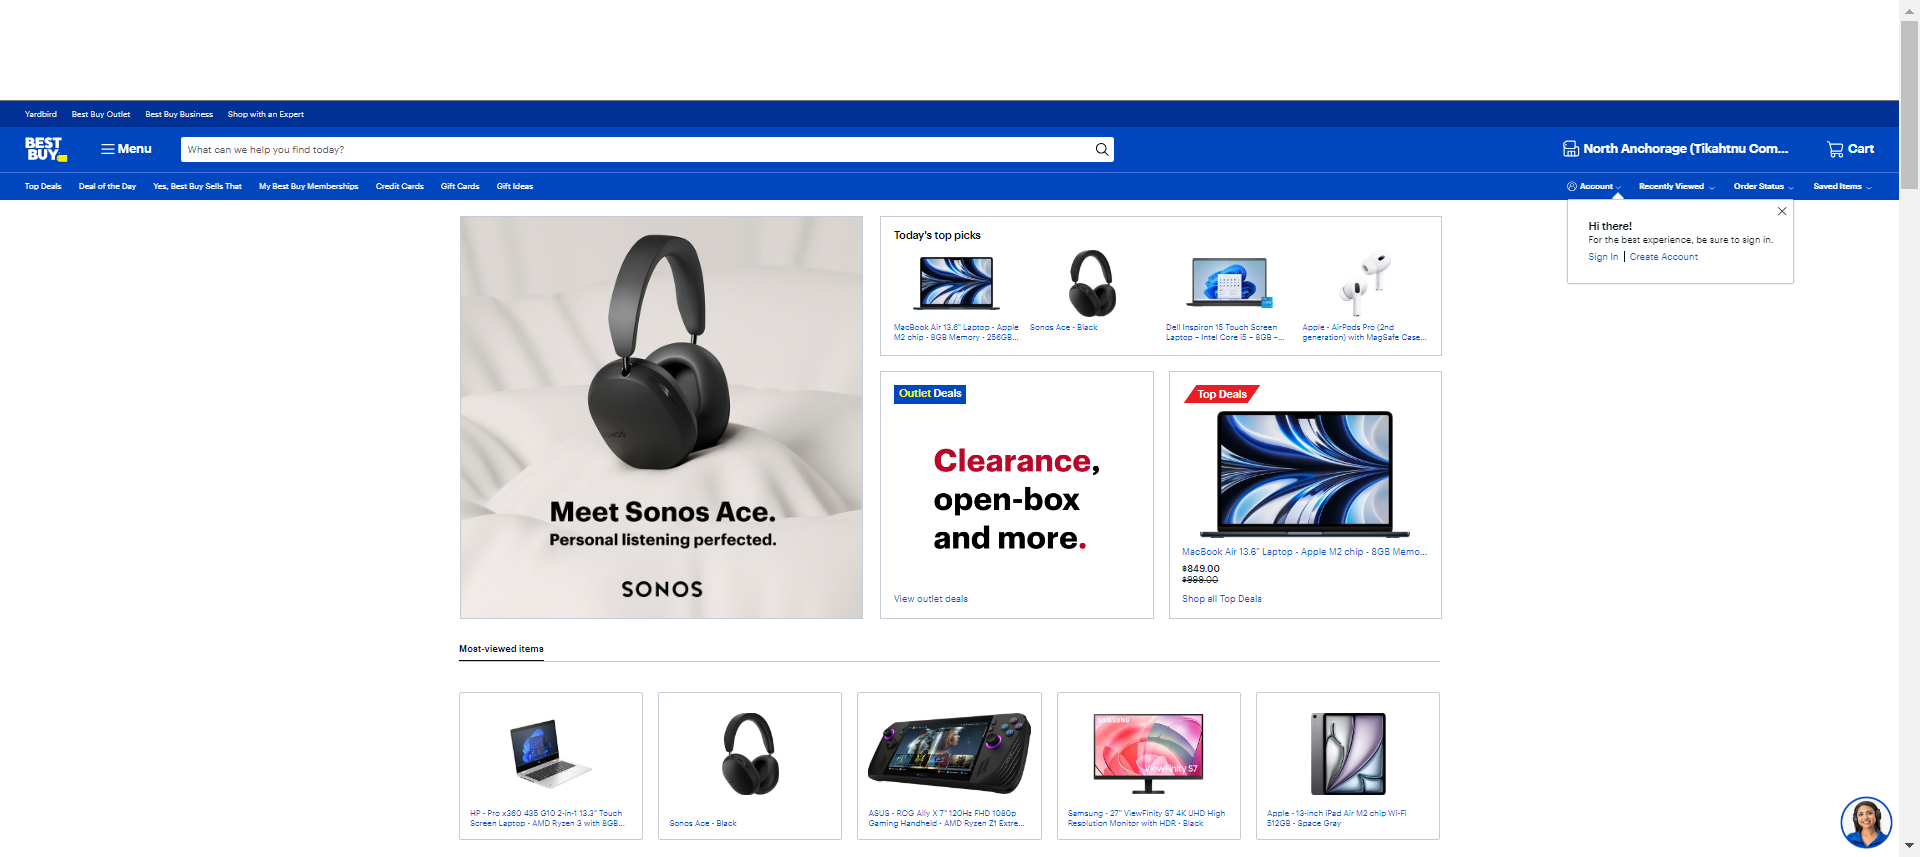 Yardbird
Best Buy Outlet
Best Buy Business
Shop with an Expert
BEST
BUY
Menu
What can we help you find today?
North Anchorage (Tikahtnu Com...
Cart
Top Deals
Deal of the Day
Yes, Best Buy Sells That
My Best Buy Memberships
Credit Cards
Gift Cards
Gift Ideas
Account
Recently Viewed
Order Status
Saved Items
Hi there!
For the best experience, be sure to sign in.
Sign In
Create Account
SONOS
Meet Sonos Ace.
Personal listening perfected.
SONOS
Today's top picks
MacBook Air 13.6" Laptop - Apple
M2 chip - 8GB Memory - 256GB...
Sonos Ace - Black
Dell Inspiron 15 Touch Screen
Laptop – Intel Core i5 – 8GB –...
Apple - AirPods Pro (2nd
generation) with MagSafe Case...
Outlet Deals
Clearance,
open-box
and more.
View outlet deals
Top Deals
MacBook Air 13.6" Laptop - Apple M2 chip - 8GB Memo...
$849.00
$999.00
Shop all Top Deals
Most-viewed items
HP - Pro x360 435 G10 2-in-1 13.3" Touch
Screen Laptop - AMD Ryzen 3 with 8GB...
Sonos Ace - Black
ASUS - ROG Ally X 7" 120Hz FHD 1080p
Gaming Handheld - AMD Ryzen Z1 Extre...
SAMSUNG
ViewFinity S7
Samsung - 27" ViewFinity S7 4K UHD High
Resolution Monitor with HDR - Black
Apple - 13-inch iPad Air M2 chip Wi-Fi
512GB - Space Gray